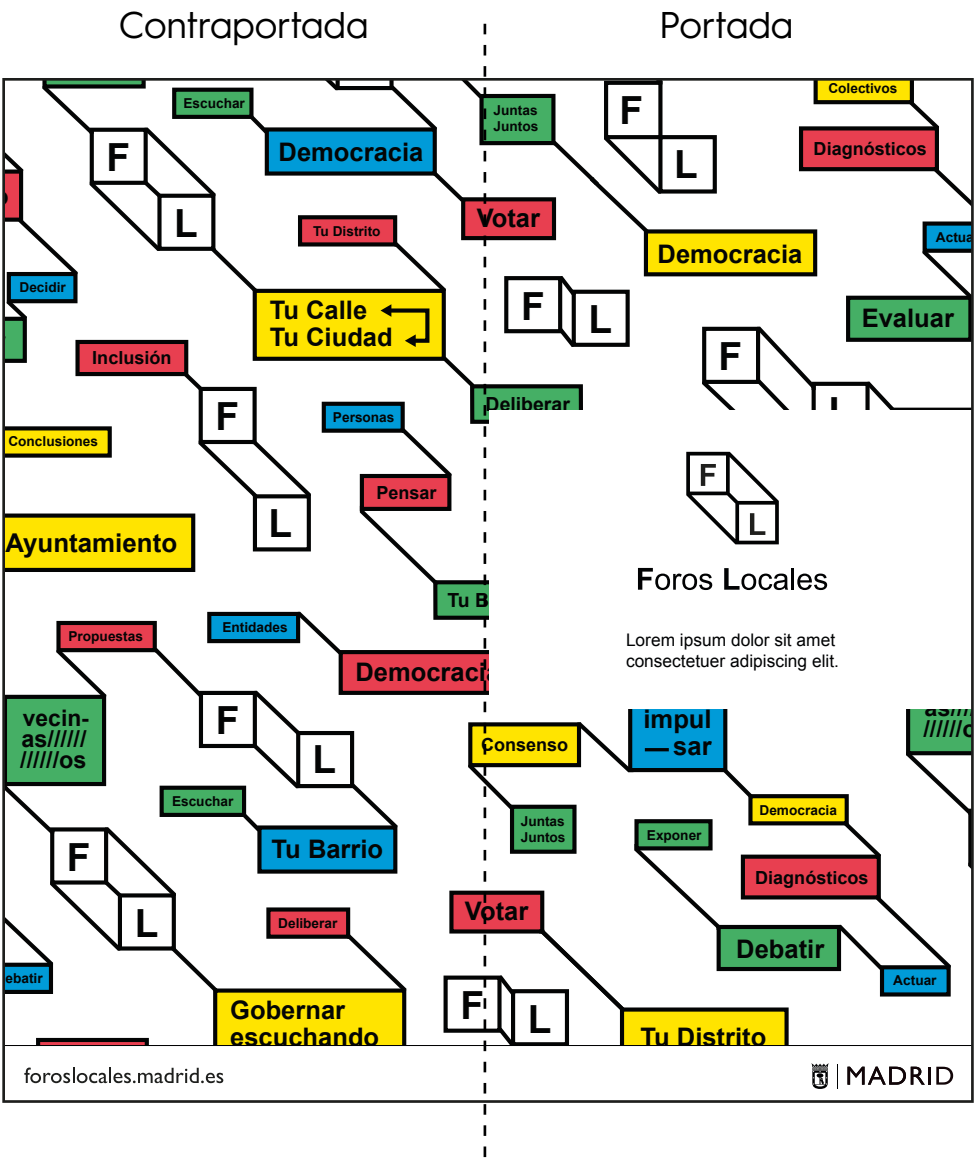 Contraportada
Portada
Escuchar
Democracia
Juntas
Juntos
F
L
Colectivos
Diagnósticos
F
L
Tu Distrito
Votar
Democracia
Evaluar
Decidir
Tu Calle
Tu Ciudad
F
L
F
L
Inclusión
F
L
Personas
Deliberar
Conclusiones
Pensar
Ayuntamiento
F
L
Foros Locales
Lorem ipsum dolor sit amet
consectetuer adipiscing elit.
Tu B
Propuestas
Entidades
Democraci
vecin-
as//////
//////os
F
L
Consenso
impul
— sar
Escuchar
Tu Barrio
Juntas
Juntos
Exponer
Democracia
Diagnósticos
F
L
Deliberar
Votar
Debatir
Actuar
ebatir
Gobernar
escuchando
F
L
Tu Distrito
foroslocales.madrid.es
MADRID